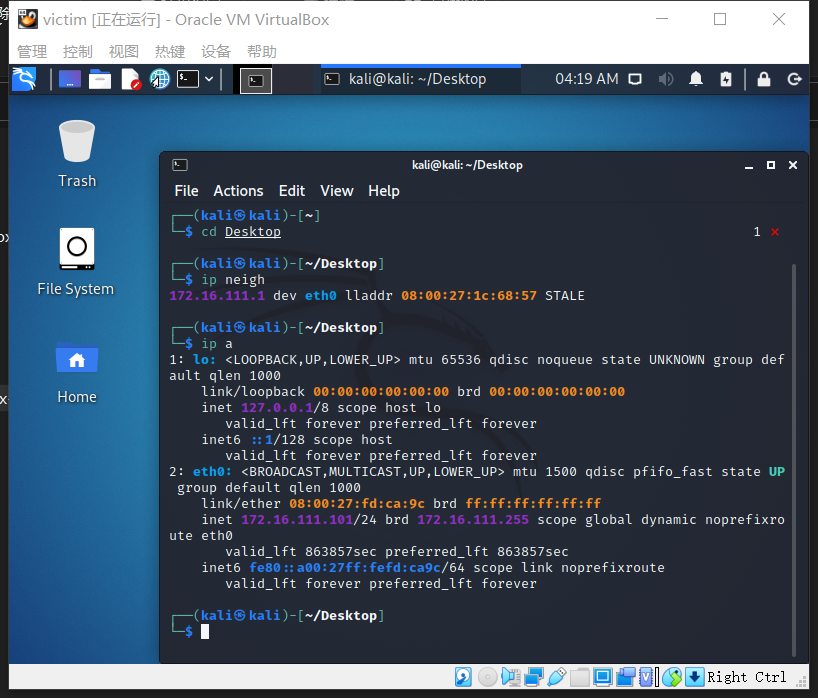 victim [正在运行] - Oracle VM VirtualBox
管理 控制 视图 热键 设备 帮助
kali@kali: ~/Desktop 04:19 AM
Trash
File System
Home
kali@kali: ~/Desktop
File Actions Edit View Help
┌──(kali㉿kali)-[~]
└─$ cd Desktop 1 ⨯
┌──(kali㉿kali)-[~/Desktop]
└─$ ip neigh
172.16.111.1 dev eth0 lladdr 08:00:27:1c:68:57 STALE
┌──(kali㉿kali)-[~/Desktop]
└─$ ip a
1: lo: <LOOPBACK,UP,LOWER_UP> mtu 65536 qdisc noqueue state UNKNOWN group def
ault qlen 1000
link/loopback 00:00:00:00:00:00 brd 00:00:00:00:00:00
inet 127.0.0.1/8 scope host lo
valid_lft forever preferred_lft forever
inet6 ::1/128 scope host
valid_lft forever preferred_lft forever
2: eth0: <BROADCAST,MULTICAST,UP,LOWER_UP> mtu 1500 qdisc pfifo_fast state UP
group default qlen 1000
link/ether 08:00:27:fd:ca:9c brd ff:ff:ff:ff:ff:ff
inet 172.16.111.101/24 brd 172.16.111.255 scope global dynamic noprefixro
ute eth0
valid_lft 863857sec preferred_lft 863857sec
inet6 fe80::a00:27ff:fefd:ca9c/64 scope link noprefixroute
valid_lft forever preferred_lft forever
┌──(kali㉿kali)-[~/Desktop]
└─$
Right Ctrl